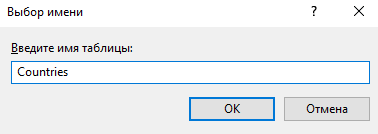 Выбор имени
Введите имя таблицы:
Countries
OK
Отмена